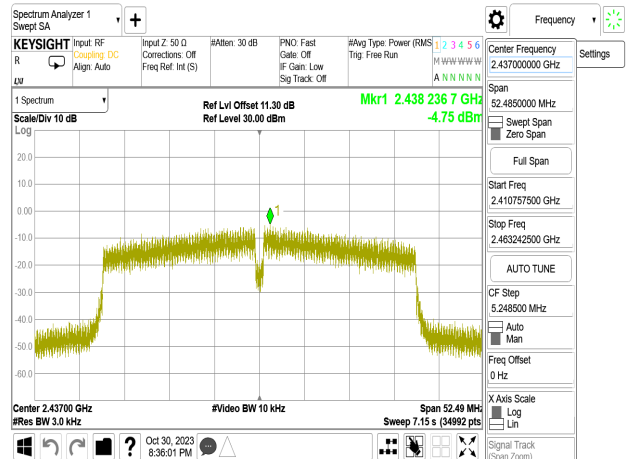 Spectrum Analyzer 1
Swept SA
Frequency
KEYSIGHT
R
LXI
Input: RF
Coupling: DC
Align: Auto
Input Z: 50 Ω
Corrections: Off
Freq Ref: Int (S)
#Atten: 30 dB
PNO: Fast
Gate: Off
IF Gain: Low
Sig Track: Off
#Avg Type: Power (RMS
Trig: Free Run
1 2 3 4 5 6
M W W W W W
A N N N N N
1 Spectrum
Scale/Div 10 dB
Log
Ref Lvl Offset 11.30 dB
Ref Level 30.00 dBm
Mkr1 2.438 236 7 GHz
-4.75 dBm
20.0
10.0
0.00
-10.0
-20.0
-30.0
-40.0
-50.0
-60.0
1
Center 2.43700 GHz
#Res BW 3.0 kHz
#Video BW 10 kHz
Span 52.49 MHz
Sweep 7.15 s (34992 pts
Oct 30, 2023
8:36:01 PM
Center Frequency
2.437000000 GHz
Settings
Span
52.4850000 MHz
Swept Span
Zero Span
Full Span
Start Freq
2.410757500 GHz
Stop Freq
2.463242500 GHz
AUTO TUNE
CF Step
5.248500 MHz
Auto
Man
Freq Offset
0 Hz
X Axis Scale
Log
Lin
Signal Track
(Span Zoom)